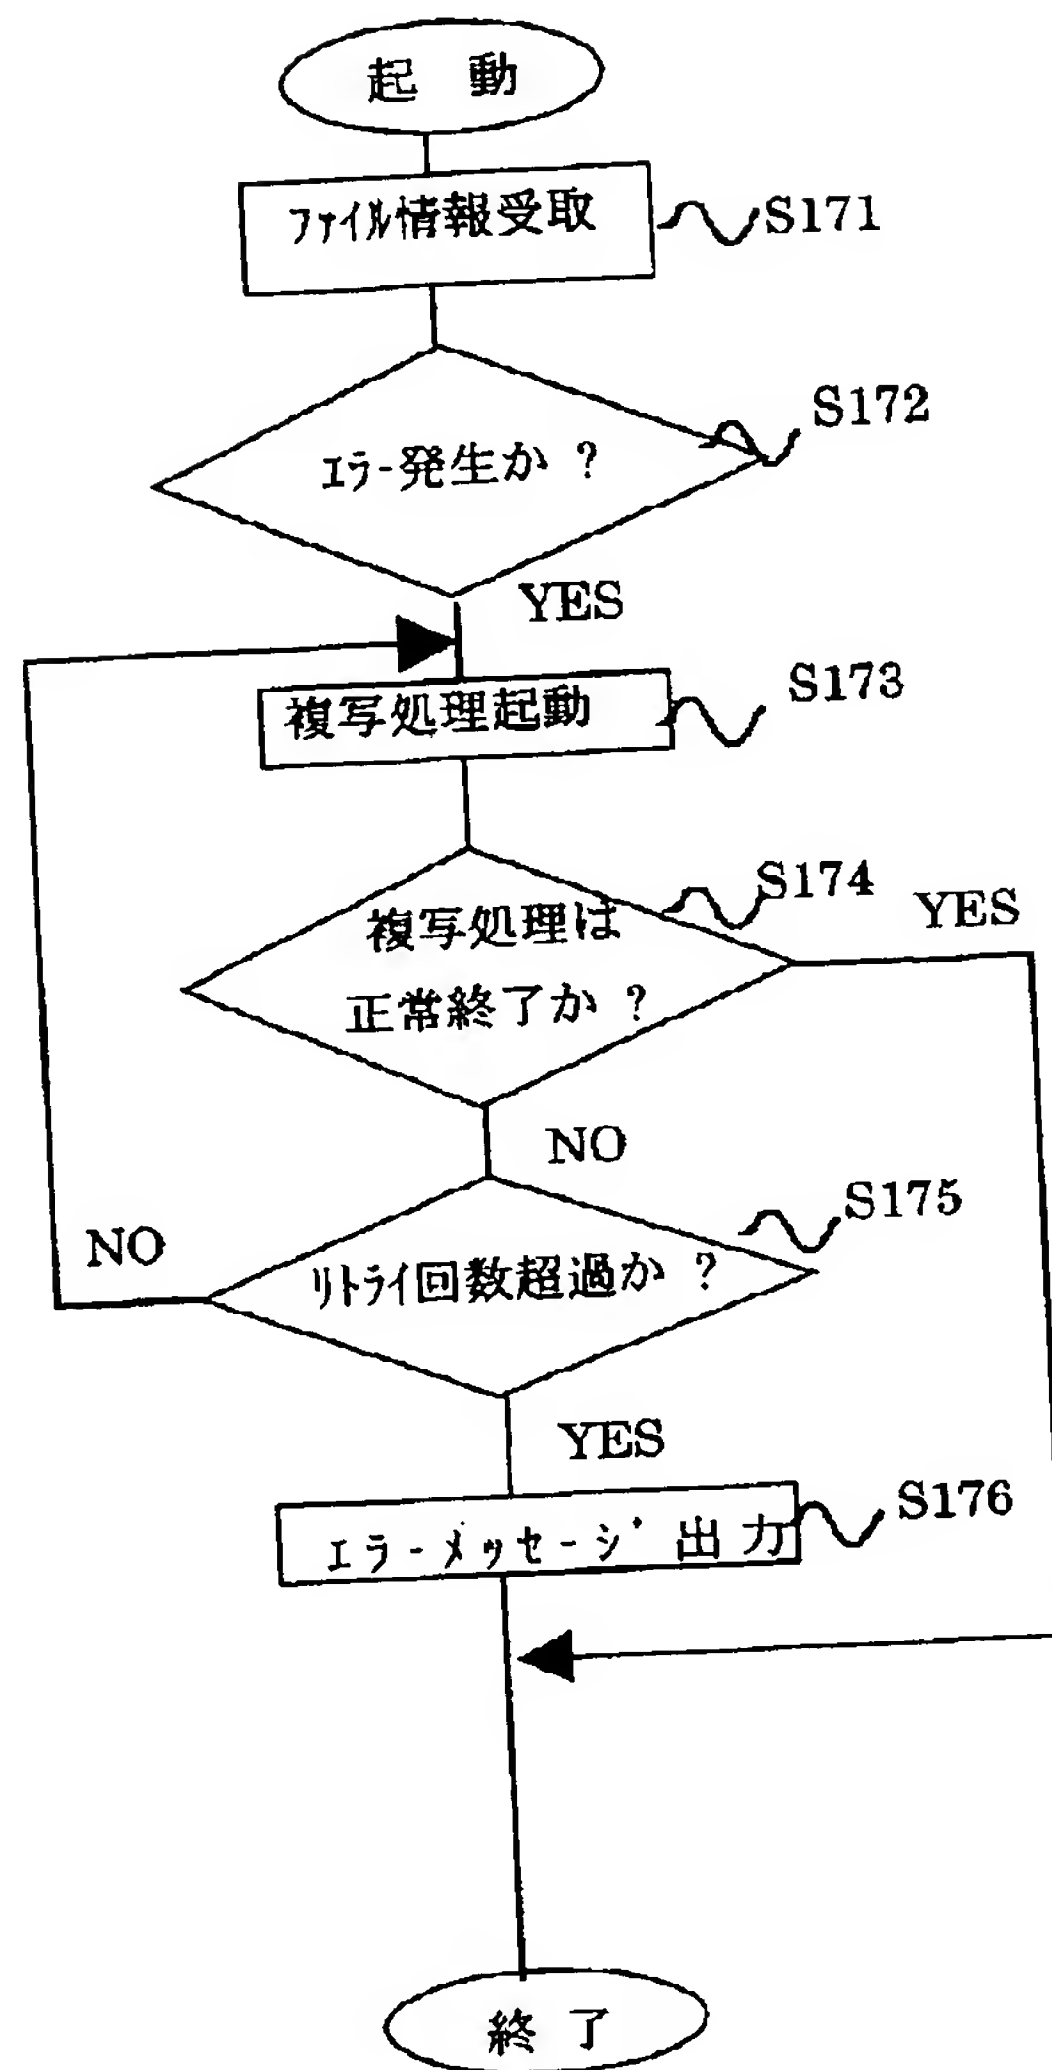 起 動
ファイル情報受取
S171
S172
エラー発生か ?
YES
S173
複写処理起動
S174
YES
複写処理は
正常終了か ?
NO
S175
NO
リトライ回数超過か ?
YES
S176
エラーメッセージ 出 力
終 了